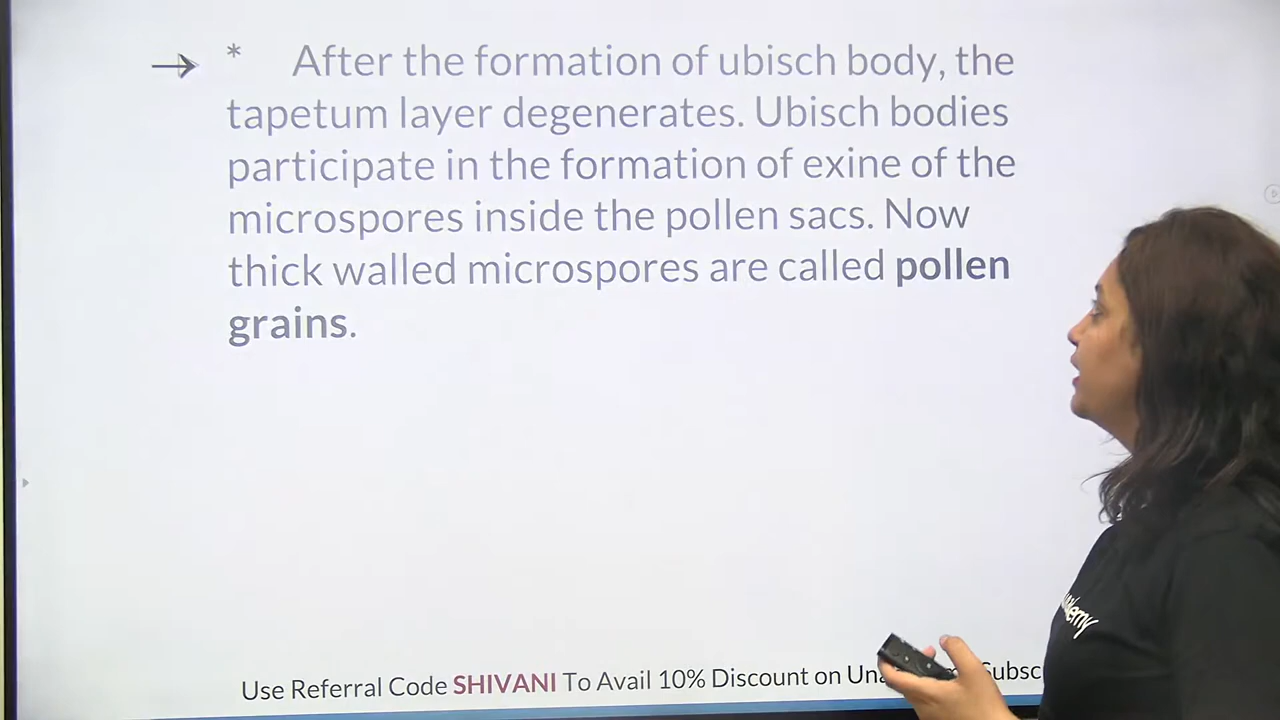 → * After the formation of ubisch body, the
tapetum layer degenerates. Ubisch bodies
participate in the formation of exine of the
microspores inside the pollen sacs. Now
thick walled microspores are called pollen
grains.
Use Referral Code SHIVANI To Avail 10% Discount on